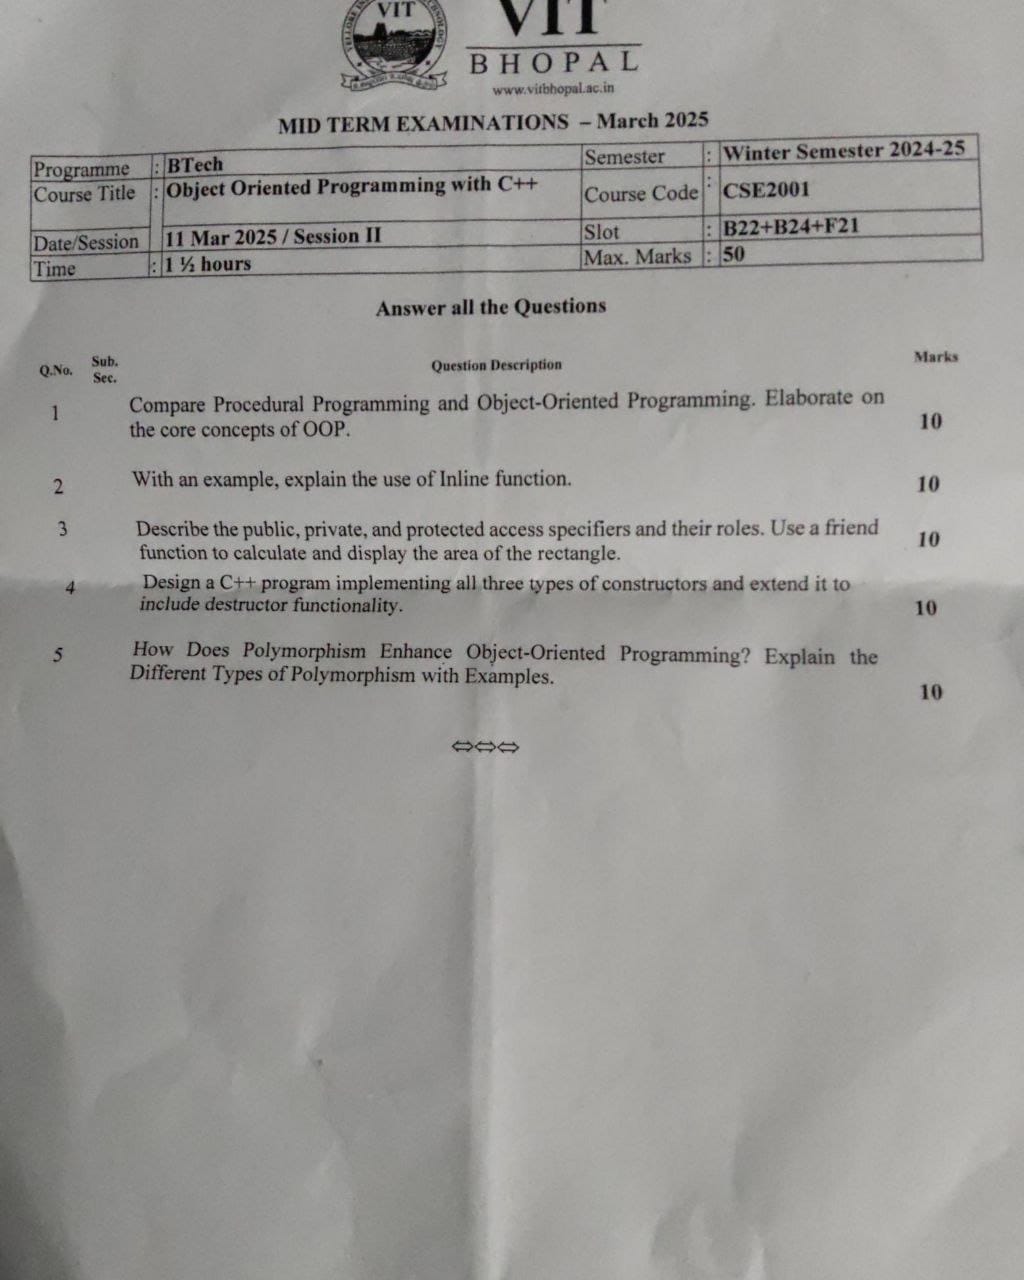 VIT
VIT
BHOPAL
www.vitbhopal.ac.in
MID TERM EXAMINATIONS – March 2025
Programme : BTech Semester : Winter Semester 2024-25
Course Title : Object Oriented Programming with C++ Course Code : CSE2001
Date/Session 11 Mar 2025 / Session II Slot : B22+B24+F21
Time : 1 ½ hours Max. Marks : 50
Answer all the Questions
Q.No. Sub. Sec. Question Description Marks
1 Compare Procedural Programming and Object-Oriented Programming. Elaborate on
the core concepts of OOP. 10
2 With an example, explain the use of Inline function. 10
3 Describe the public, private, and protected access specifiers and their roles. Use a friend
function to calculate and display the area of the rectangle. 10
4 Design a C++ program implementing all three types of constructors and extend it to
include destructor functionality. 10
5 How Does Polymorphism Enhance Object-Oriented Programming? Explain the
Different Types of Polymorphism with Examples.
10
⇔⇔⇔